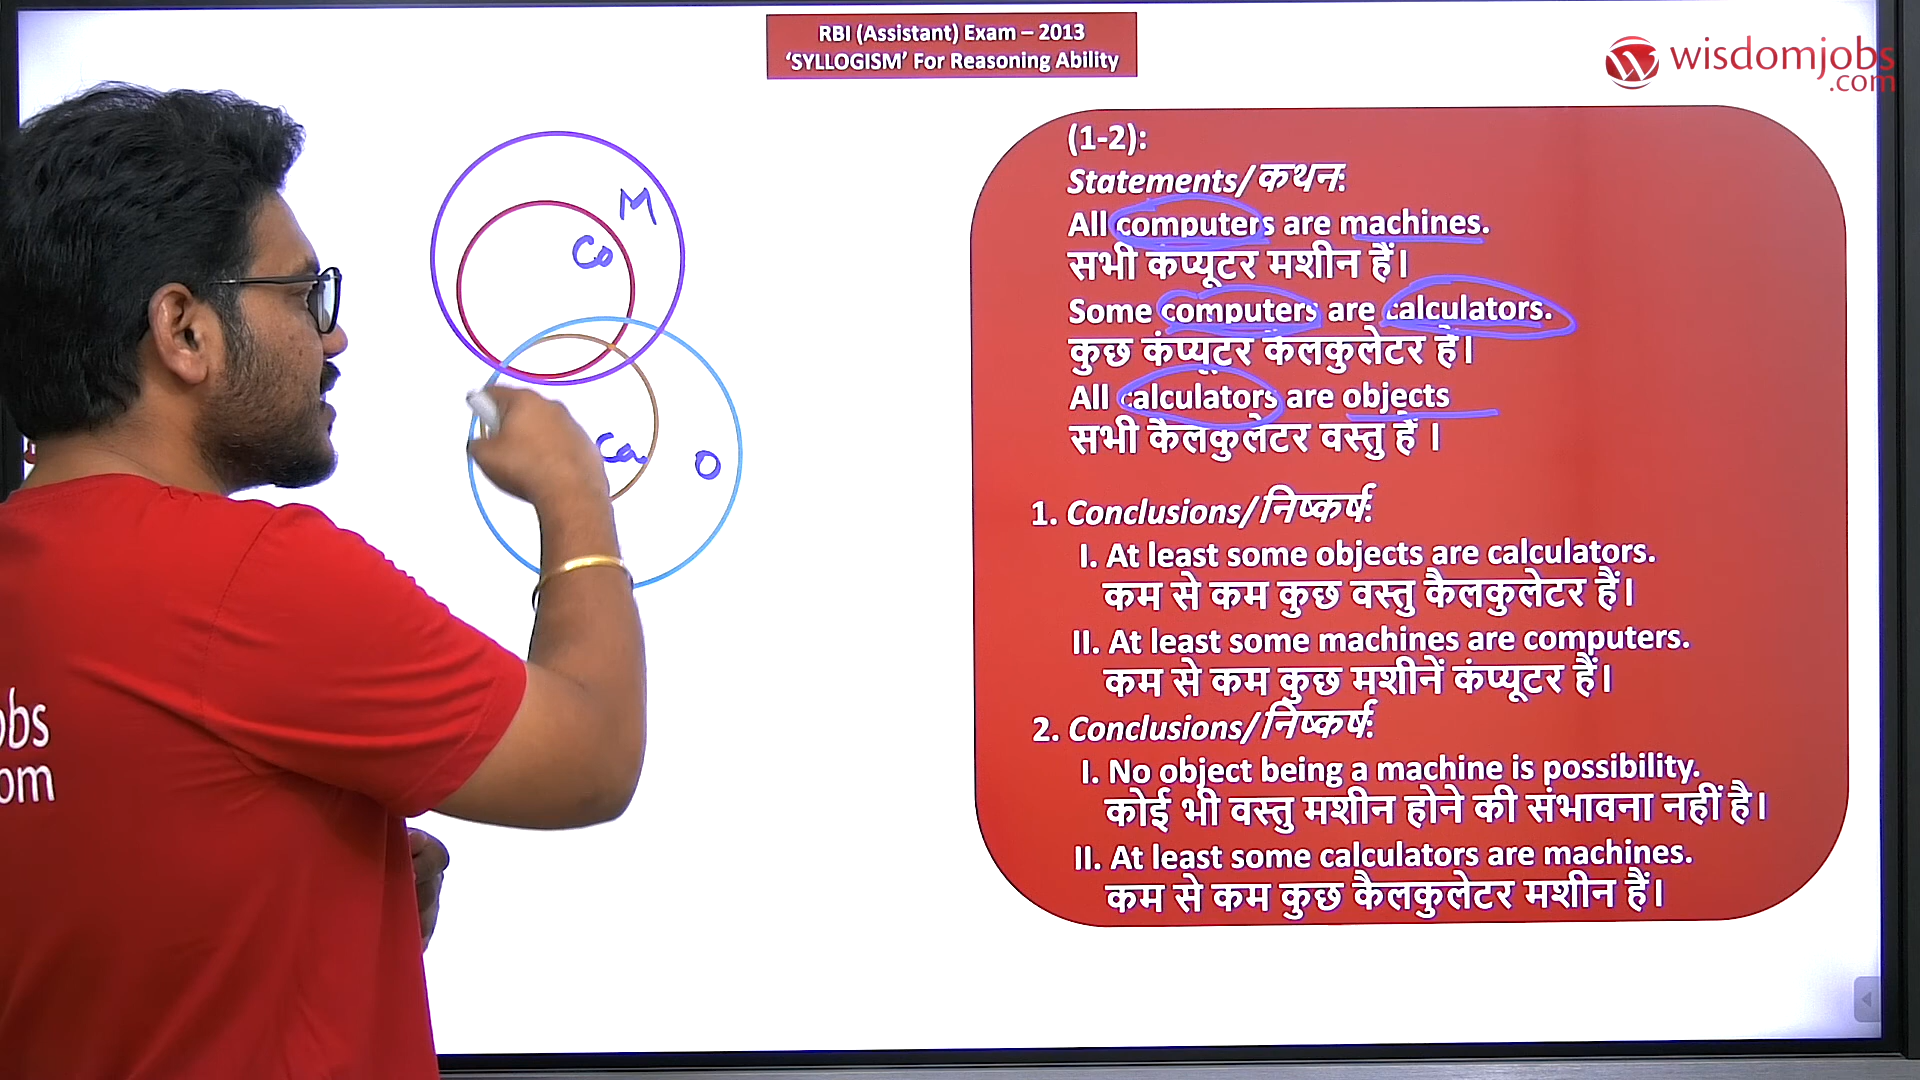 RBI (Assistant) Exam – 2013
‘SYLLOGISM’ For Reasoning Ability
wisdomjobs
.com
(1-2):
Statements/कथन:
All computers are machines.
सभी कंप्यूटर मशीन हैं।
Some computers are calculators.
कुछ कंप्यूटर कैलकुलेटर हैं।
All calculators are objects
सभी कैलकुलेटर वस्तु हैं ।
1. Conclusions/निष्कर्ष:
I. At least some objects are calculators.
कम से कम कुछ वस्तु कैलकुलेटर हैं।
II. At least some machines are computers.
कम से कम कुछ मशीनें कंप्यूटर हैं।
2. Conclusions/निष्कर्ष:
I. No object being a machine is possibility.
कोई भी वस्तु मशीन होने की संभावना नहीं है।
II. At least some calculators are machines.
कम से कम कुछ कैलकुलेटर मशीन हैं।
M
Co
Ca
O
obs
om